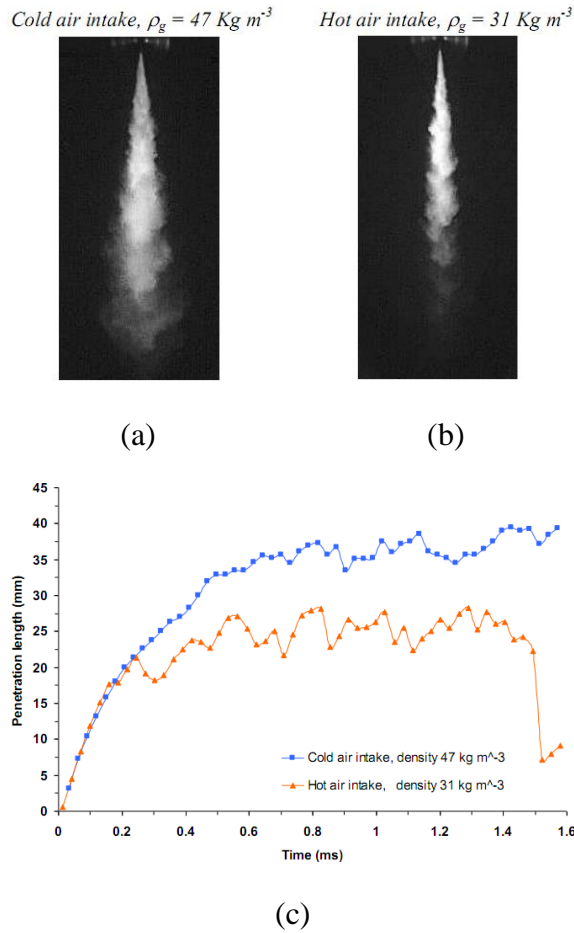 Cold air intake, ρg = 47 Kg m-3 Hot air intake, ρg = 31 Kg m-3
(a) (b)
45
40
35
30
25
20
15
10
5
0
Penetration length (mm)
Cold air intake, density 47 kg m^-3
Hot air intake, density 31 kg m^-3
0 0.2 0.4 0.6 0.8 1 1.2 1.4 1.6
Time (ms)
(c)